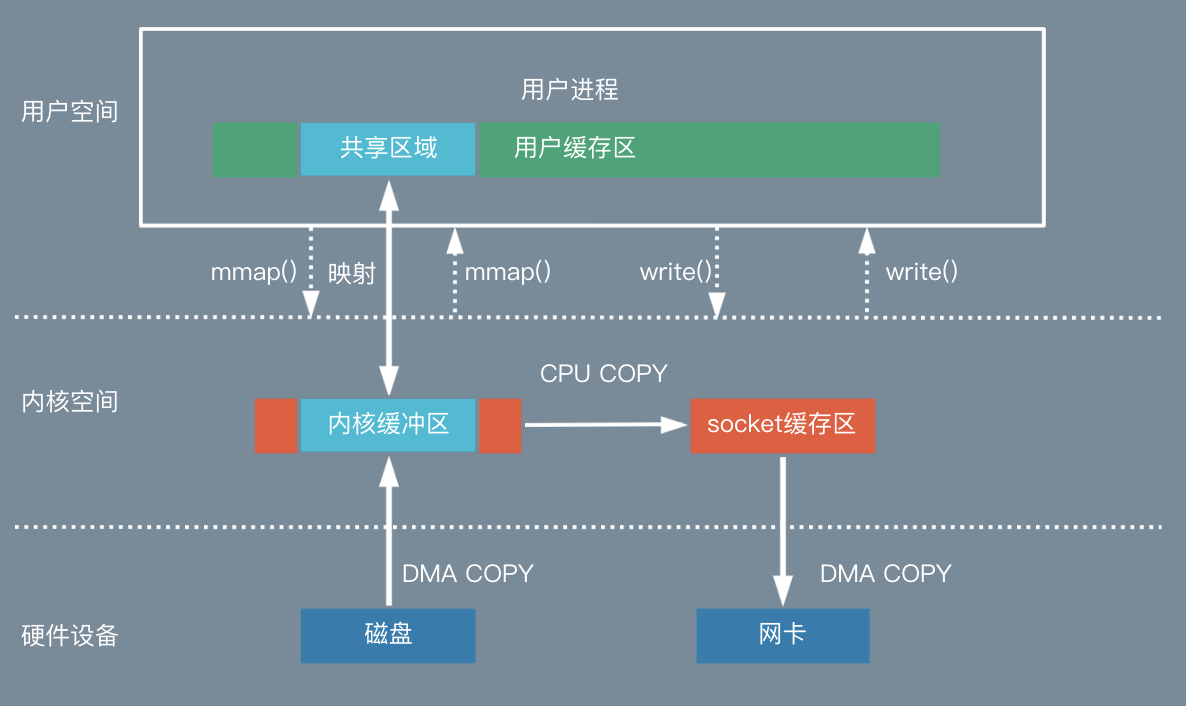 用户进程
用户空间
共享区域
用户缓存区
mmap()
映射
mmap()
write()
write()
CPU COPY
内核空间
内核缓冲区
socket缓存区
DMA COPY
DMA COPY
硬件设备
磁盘
网卡